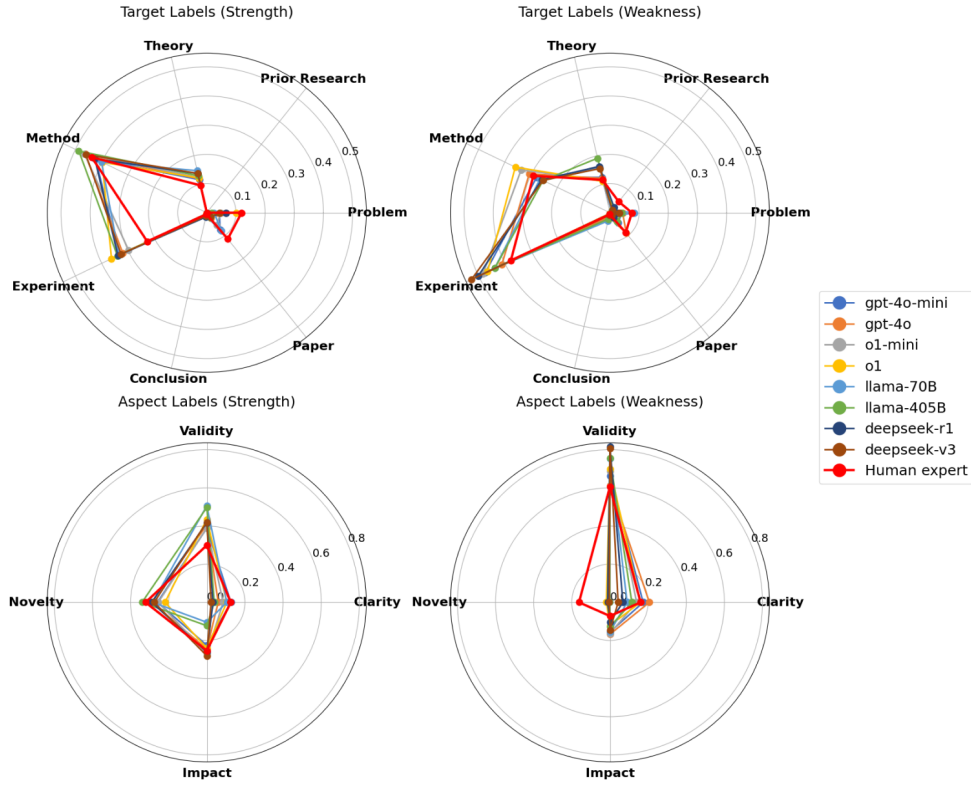 Target Labels (Strength)
Target Labels (Weakness)
Theory
Prior Research
Method
0.1
0.2
0.3
0.4
0.5
Problem
Experiment
Conclusion
Paper
Theory
Prior Research
Method
0.1
0.2
0.3
0.4
0.5
Problem
Experiment
Conclusion
Paper
gpt-4o-mini
gpt-4o
o1-mini
o1
llama-70B
llama-405B
deepseek-r1
deepseek-v3
Human expert
Aspect Labels (Strength)
Aspect Labels (Weakness)
Validity
0.0
0.2
0.4
0.6
0.8
Novelty
Clarity
Impact
Validity
0.0
0.2
0.4
0.6
0.8
Novelty
Clarity
Impact